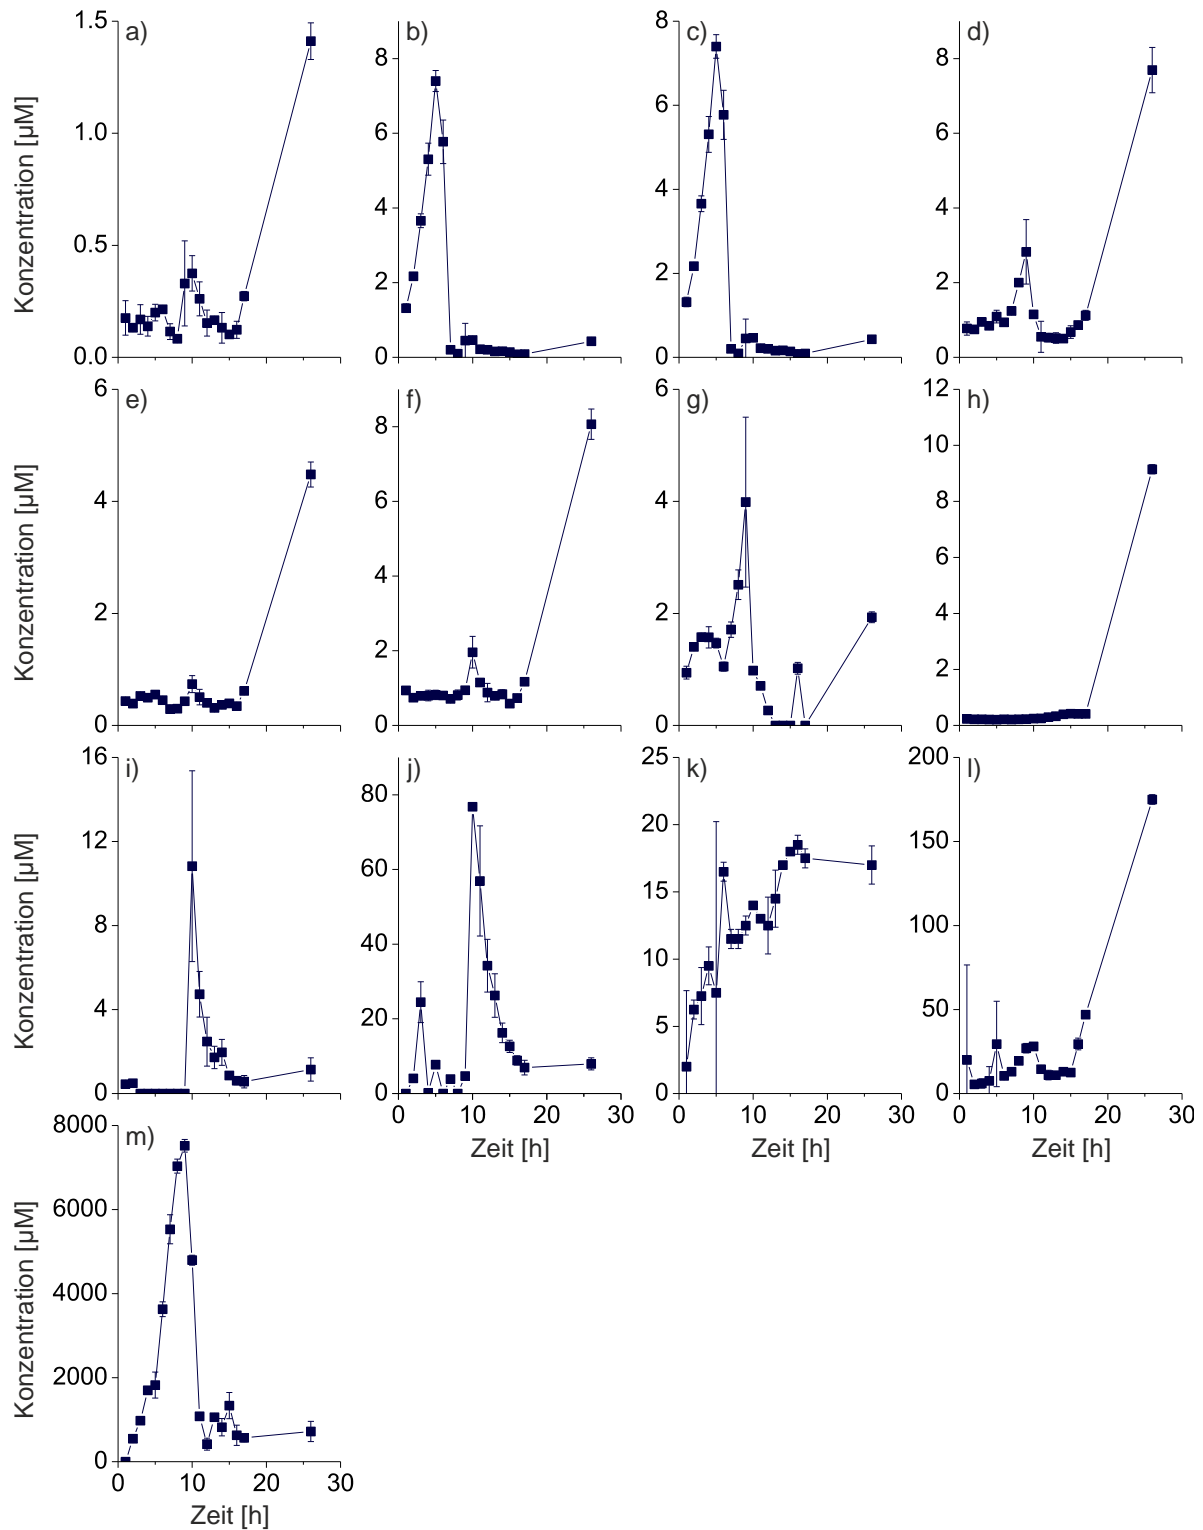 a)
b)
c)
d)
Konzentration [µM]
1.5
1.0
0.5
0.0
8
6
4
2
0
8
6
4
2
0
8
6
4
2
0
e)
f)
g)
h)
Konzentration [µM]
6
4
2
0
8
6
4
2
0
6
4
2
0
12
10
8
6
4
2
0
i)
j)
k)
l)
Konzentration [µM]
16
12
8
4
0
80
60
40
20
0
25
20
15
10
5
0
200
150
100
50
0
0 10 20 30
0 10 20 30
0 10 20 30
Zeit [h]
Zeit [h]
Zeit [h]
m)
Konzentration [µM]
8000
6000
4000
2000
0
0 10 20 30
Zeit [h]